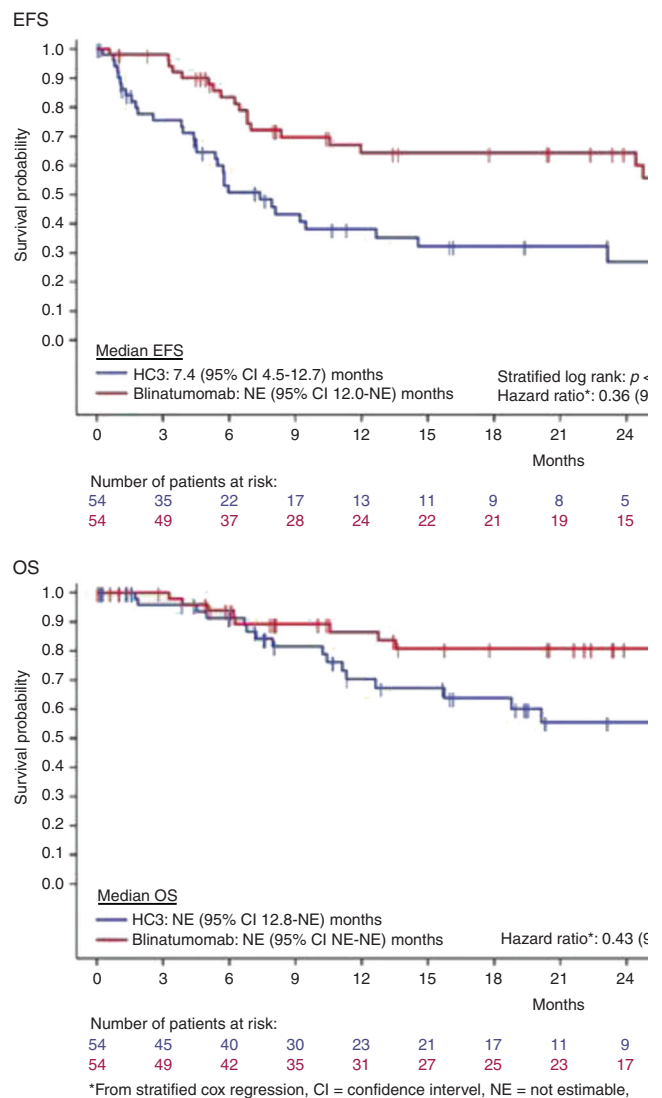 EFS
1.0
0.9
0.8
0.7
0.6
0.5
0.4
0.3
0.2
0.1
0.0
Survival probability
Median EFS
HC3: 7.4 (95% CI 4.5-12.7) months
Blinatumomab: NE (95% CI 12.0-NE) months
Stratified log rank: p <
Hazard ratio*: 0.36 (9
0 3 6 9 12 15 18 21 24
Months
Number of patients at risk:
54 35 22 17 13 11 9 8 5
54 49 37 28 24 22 21 19 15
OS
1.0
0.9
0.8
0.7
0.6
0.5
0.4
0.3
0.2
0.1
0.0
Survival probability
Median OS
HC3: NE (95% CI 12.8-NE) months
Blinatumomab: NE (95% CI NE-NE) months
Hazard ratio*: 0.43 (9
0 3 6 9 12 15 18 21 24
Months
Number of patients at risk:
54 45 40 30 23 21 17 11 9
54 49 42 35 31 27 25 23 17
*From stratified cox regression, CI = confidence intervel, NE = not estimable,